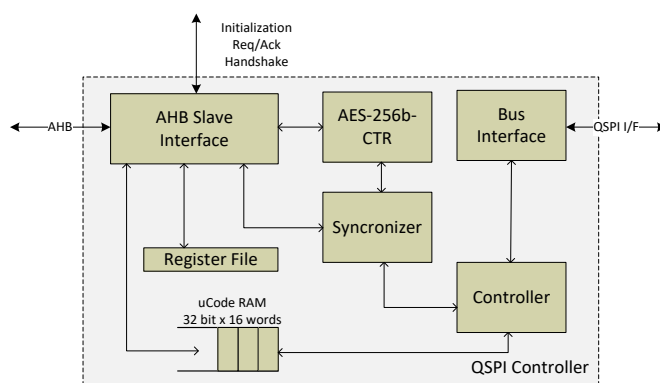 Initialization
Req/Ack
Handshake
AHB
AHB Slave
Interface
AES-256b-
CTR
Bus
Interface
QSPI I/F
Syncronizer
Register File
Controller
uCode RAM
32 bit x 16 words
QSPI Controller